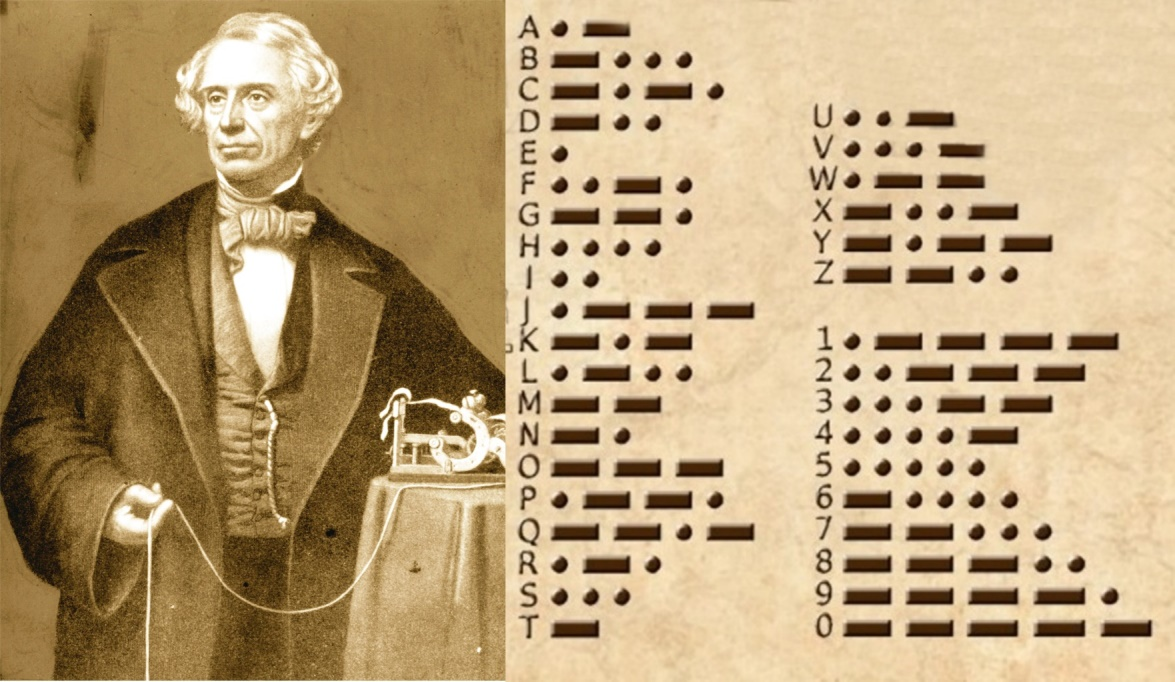 A • —
B — • • •
C — • — •
D — • •
E •
F • • — •
G — — •
H • • • •
I • •
J • — — —
K — • —
L • — • •
M — —
N — •
O — — —
P • — — •
Q — — • —
R • — •
S • • •
T —
U • • —
V • • • —
W • — —
X — • • —
Y — • — —
Z — — • •
1 • — — — —
2 • • — — —
3 • • • — —
4 • • • • —
5 • • • • •
6 — • • • •
7 — — • • •
8 — — — • •
9 — — — — •
0 — — — — —